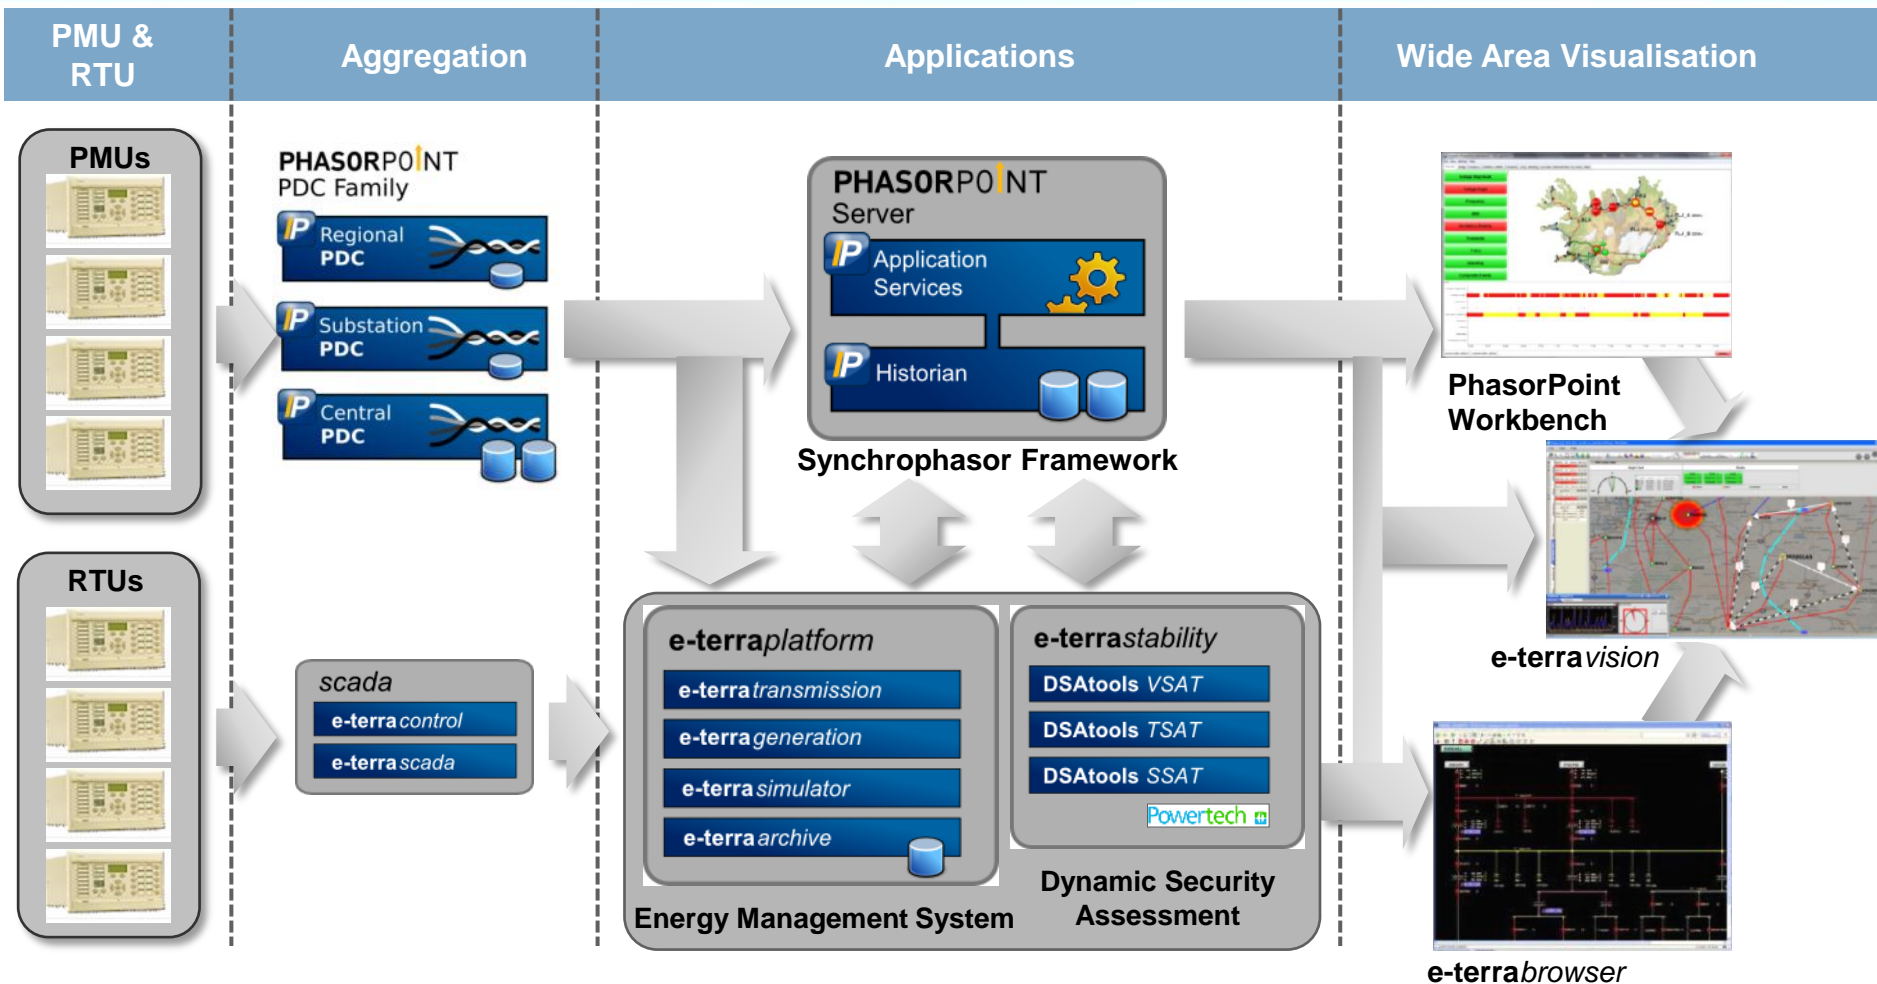 PMU &
RTU
Aggregation
Applications
Wide Area Visualisation
PMUs
PHASORPOINT
PDC Family
Regional
PDC
Substation
PDC
Central
PDC
PHASORPOINT
Server
Application
Services
Historian
Synchrophasor Framework
PhasorPoint
Workbench
e-terravision
RTUs
scada
e-terracontrol
e-terrascada
e-terraplatform
e-terratransmission
e-terrageneration
e-terrasimulator
e-terraarchive
Energy Management System
e-terrastability
DSAtools VSAT
DSAtools TSAT
DSAtools SSAT
Powertech
Dynamic Security
Assessment
e-terrabrowser